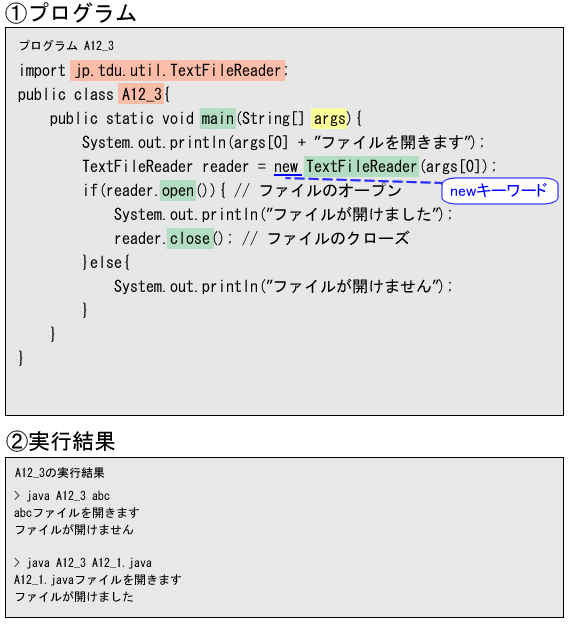 ①プログラム
プログラム A12_3
import jp.tdu.util.TextFileReader;
public class A12_3{
public static void main(String[] args){
System.out.println(args[0] + "ファイルを開きます");
TextFileReader reader = new TextFileReader(args[0]);
if(reader.open()){ // ファイルのオープン
newキーワード
System.out.println("ファイルが開けました");
reader.close(); // ファイルのクローズ
}else{
System.out.println("ファイルが開けません");
}
}
}
②実行結果
A12_3の実行結果
> java A12_3 abc
abcファイルを開きます
ファイルが開けません
> java A12_3 A12_1.java
A12_1.javaファイルを開きます
ファイルが開けました